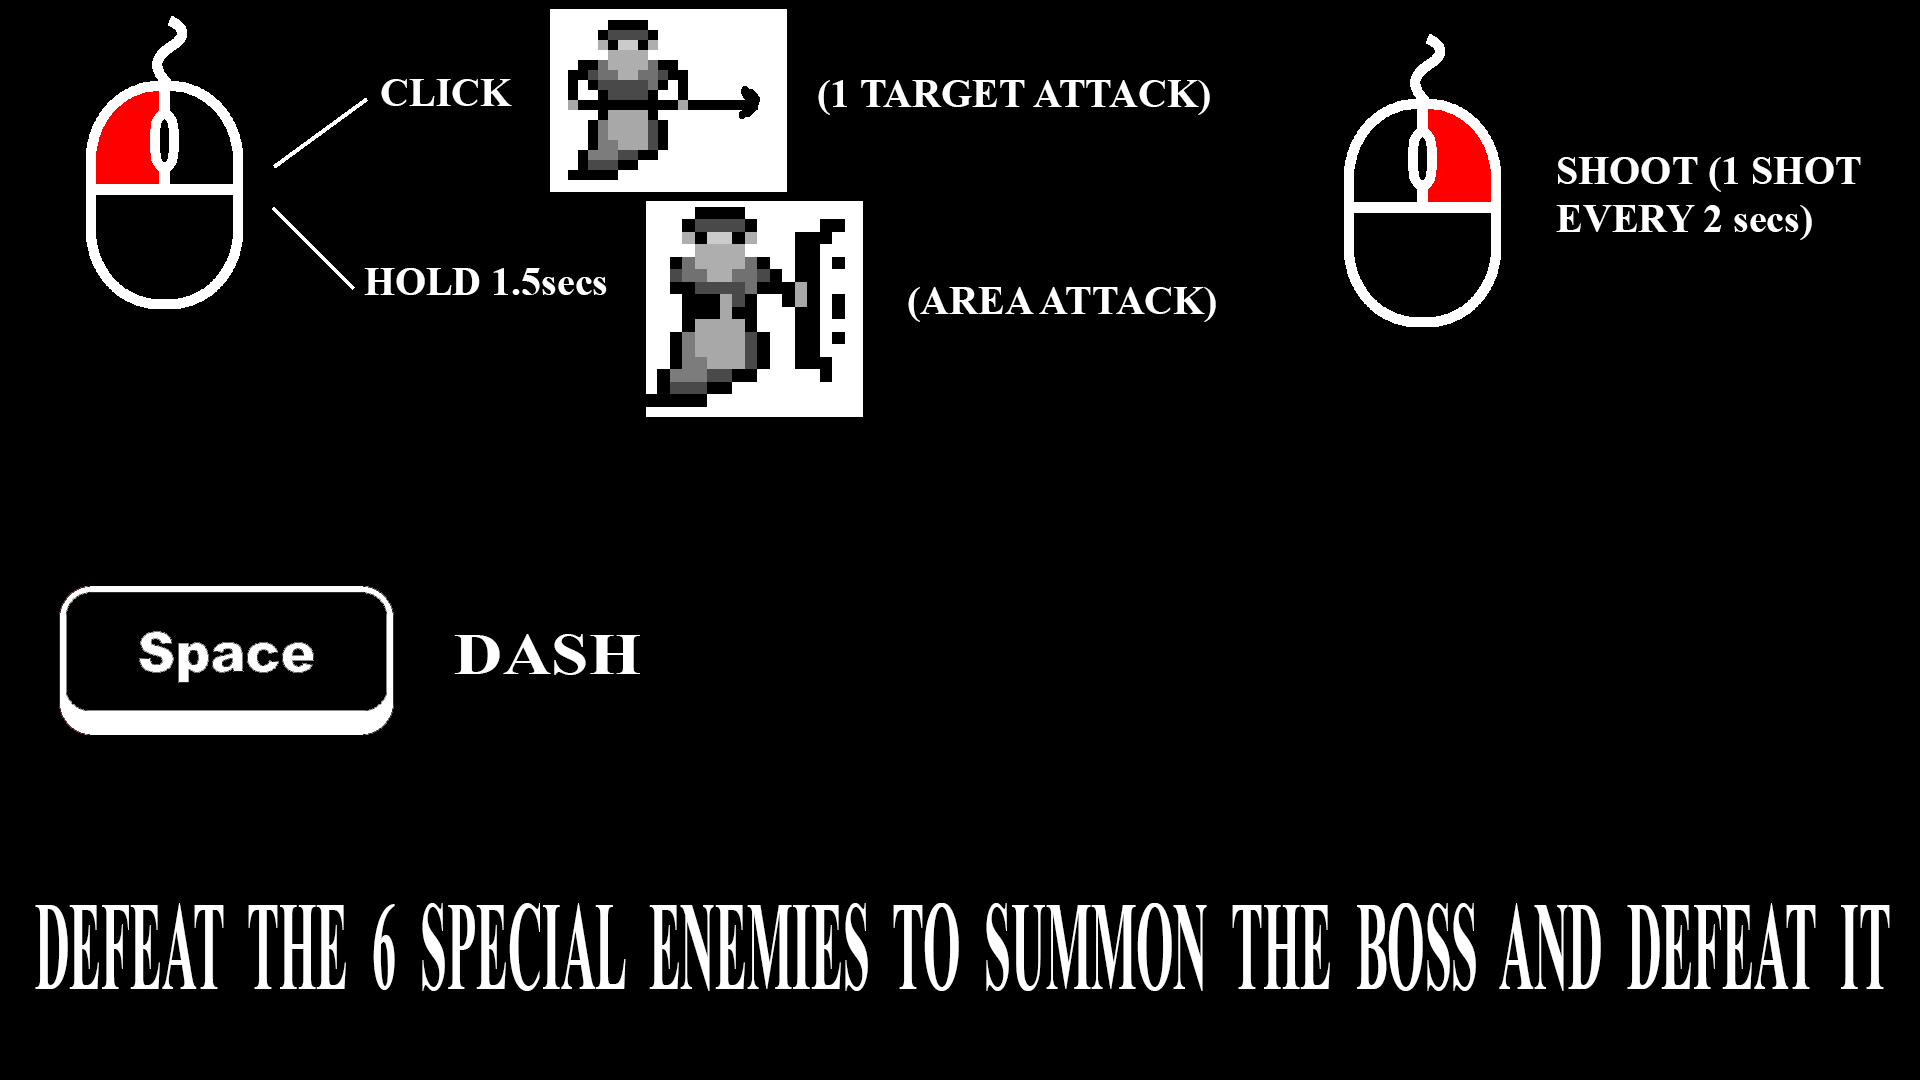 CLICK
(1 TARGET ATTACK)
HOLD 1.5secs
(AREA ATTACK)
SHOOT (1 SHOT
EVERY 2 secs)
Space
DASH
DEFEAT THE 6 SPECIAL ENEMIES TO SUMMON THE BOSS AND DEFEAT IT